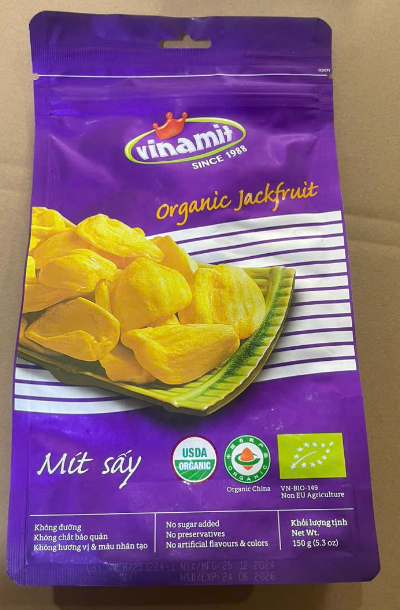 vinamit
SINCE 1988
Organic Jackfruit
Mít sấy
USDA
ORGANIC
ORGANIC
Organic China
VN-BIO-149
Non EU Agriculture
Không đường
Không chất bảo quản
Không hương vị & màu nhân tạo
No sugar added
No preservatives
No artificial flavours & colors
Khối lượng tịnh
Net Wt.
150 g (5.3 oz)
NSX/MFG 25 12 2024
HSD/EXP 24 06 2026